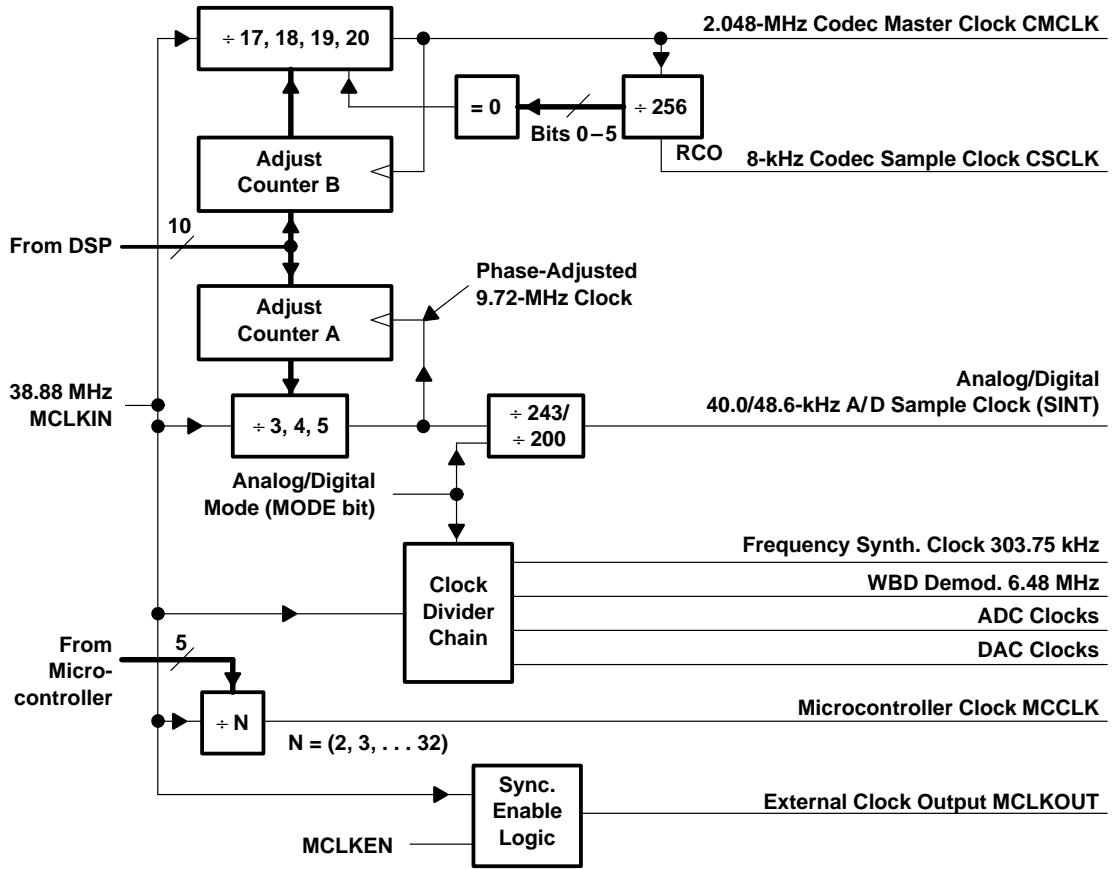 ÷ 17, 18, 19, 20
2.048-MHz Codec Master Clock CMCLK
= 0
÷ 256
Bits 0–5
RCO
8-kHz Codec Sample Clock CSCLK
Adjust
Counter B
10
From DSP
Phase-Adjusted
9.72-MHz Clock
Adjust
Counter A
38.88 MHz
MCLKIN
÷ 3, 4, 5
÷ 243/
÷ 200
Analog/Digital
40.0/48.6-kHz A/D Sample Clock (SINT)
Analog/Digital
Mode (MODE bit)
Clock
Divider
Chain
Frequency Synth. Clock 303.75 kHz
WBD Demod. 6.48 MHz
ADC Clocks
DAC Clocks
From
Micro-
controller
5
÷ N
N = (2, 3, . . . 32)
Microcontroller Clock MCCLK
Sync.
Enable
Logic
MCLKEN
External Clock Output MCLKOUT